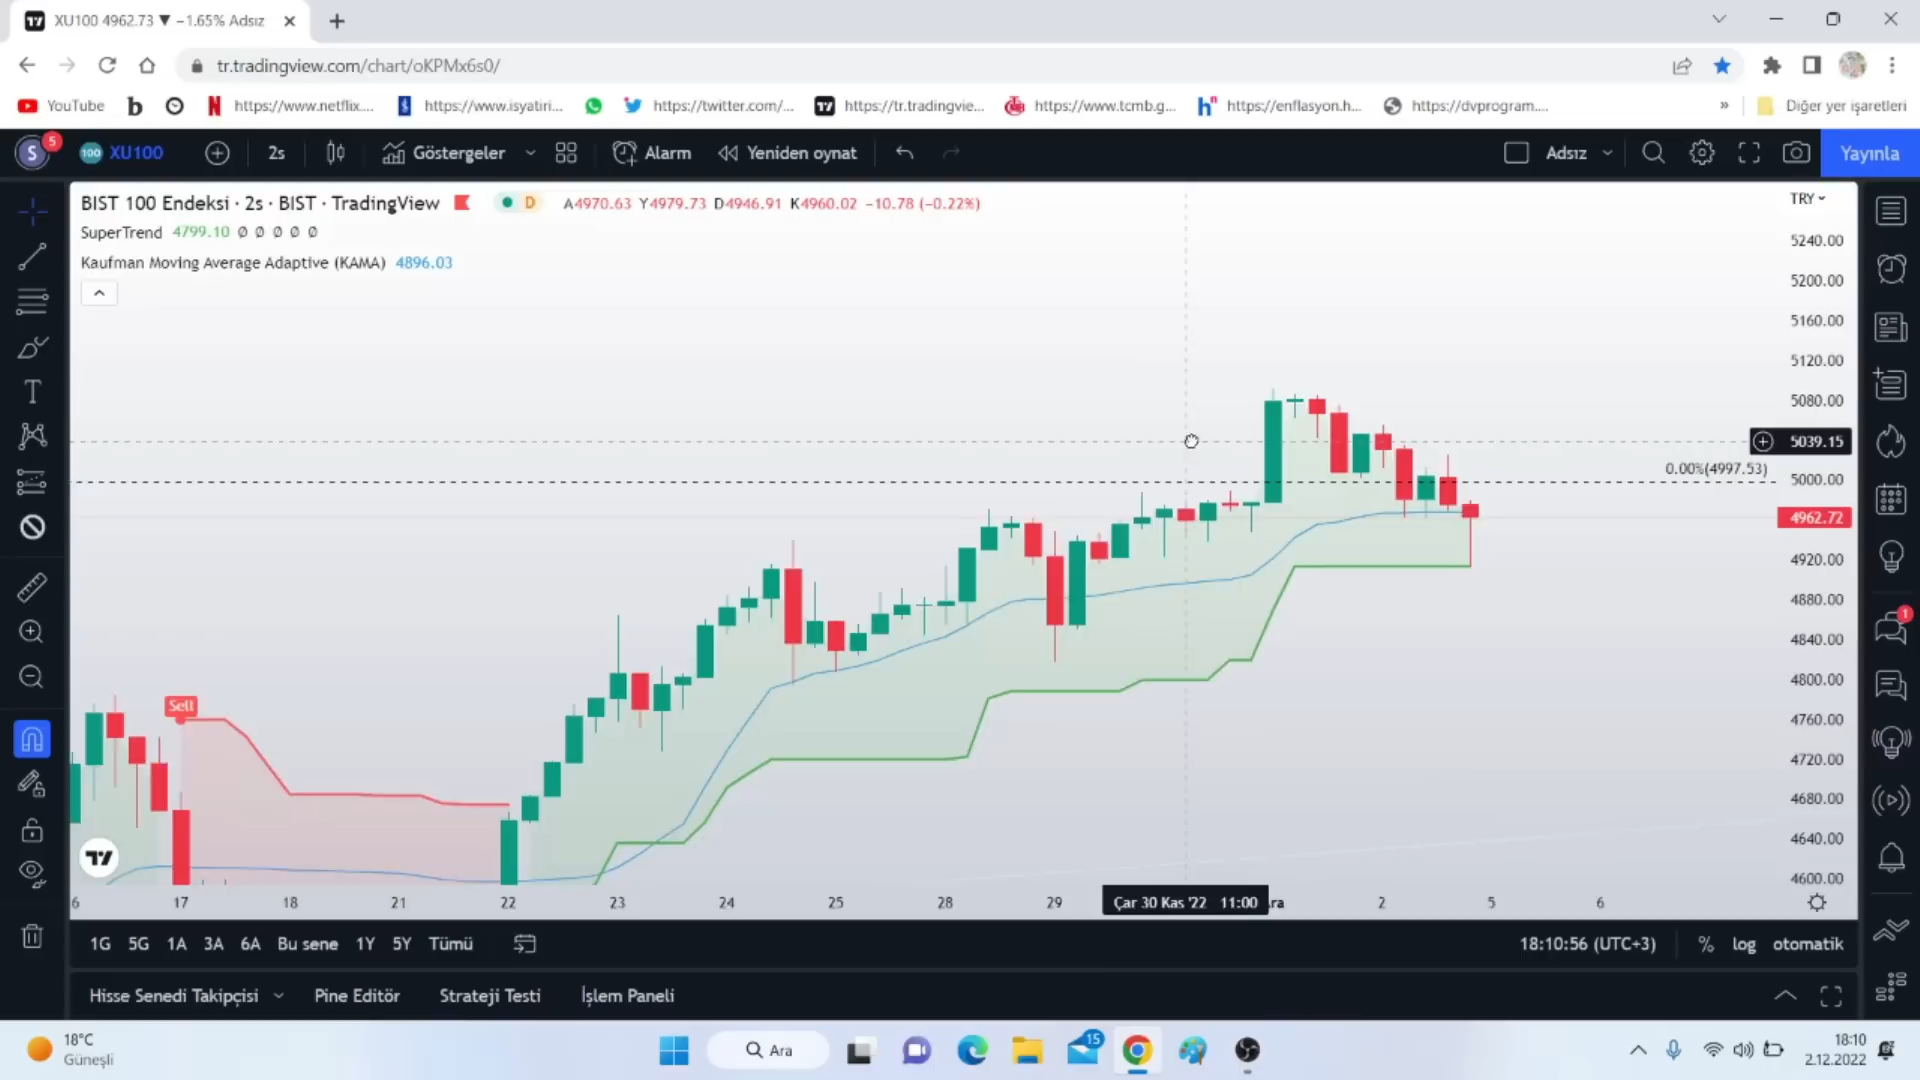 XU100 4962.73 ▼ −1.65% Adsız
tr.tradingview.com/chart/oKPMx6s0/
YouTube
b
https://www.netflix....
https://www.isyatiri...
https://twitter.com/...
https://tr.tradingvie...
https://www.tcmb.g...
https://enflasyon.h...
https://dvprogram....
»
Diğer yer işaretleri
S
5
100
XU100
2s
Göstergeler
Alarm
Yeniden oynat
Adsız
Yayınla
BIST 100 Endeksi · 2s · BIST · TradingView
D
A4970.63 Y4979.73 D4946.91 K4960.02 −10.78 (−0.22%)
SuperTrend 4799.10 ∅ ∅ ∅ ∅ ∅
Kaufman Moving Average Adaptive (KAMA) 4896.03
TRY
5240.00
5200.00
5160.00
5120.00
5080.00
5039.15
0.00%(4997.53)
5000.00
4962.72
4920.00
4880.00
4840.00
4800.00
4760.00
4720.00
4680.00
4640.00
4600.00
Sell
1
6 17 18 21 22 23 24 25 28 29 Çar 30 Kas '22 11:00 ra 2 5 6
1G 5G 1A 3A 6A Bu sene 1Y 5Y Tümü
18:10:56 (UTC+3)
% log otomatik
Hisse Senedi Takipçisi Pine Editör Strateji Testi İşlem Paneli
18°C
Güneşli
Ara
15
18:10
2.12.2022